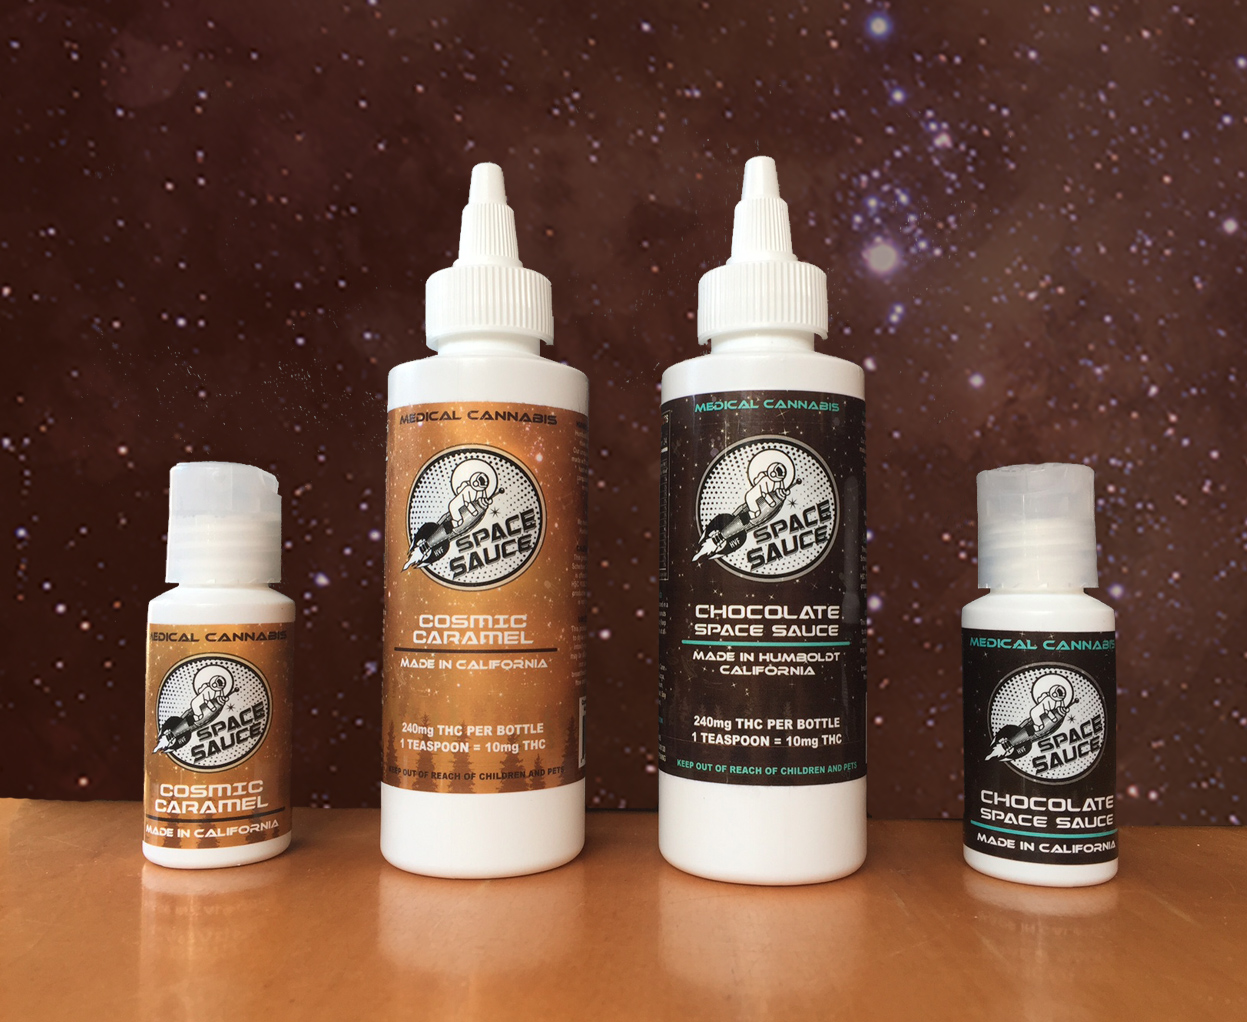 MEDICAL CANNABIS
SPACE
SAUCE
COSMIC
CARAMEL
MADE IN CALIFORNIA
MEDICAL CANNABIS
HVF
SPACE
SAUCE
COSMIC
CARAMEL
MADE IN CALIFORNIA
240mg THC PER BOTTLE
1 TEASPOON = 10mg THC
KEEP OUT OF REACH OF CHILDREN AND PETS
MEDICAL CANNABIS
HVF
SPACE
SAUCE
CHOCOLATE
SPACE SAUCE
MADE IN HUMBOLDT
CALIFORNIA
240mg THC PER BOTTLE
1 TEASPOON = 10mg THC
KEEP OUT OF REACH OF CHILDREN AND PETS
MEDICAL CANNABIS
SPACE
SAUCE
CHOCOLATE
SPACE SAUCE
MADE IN CALIFORNIA